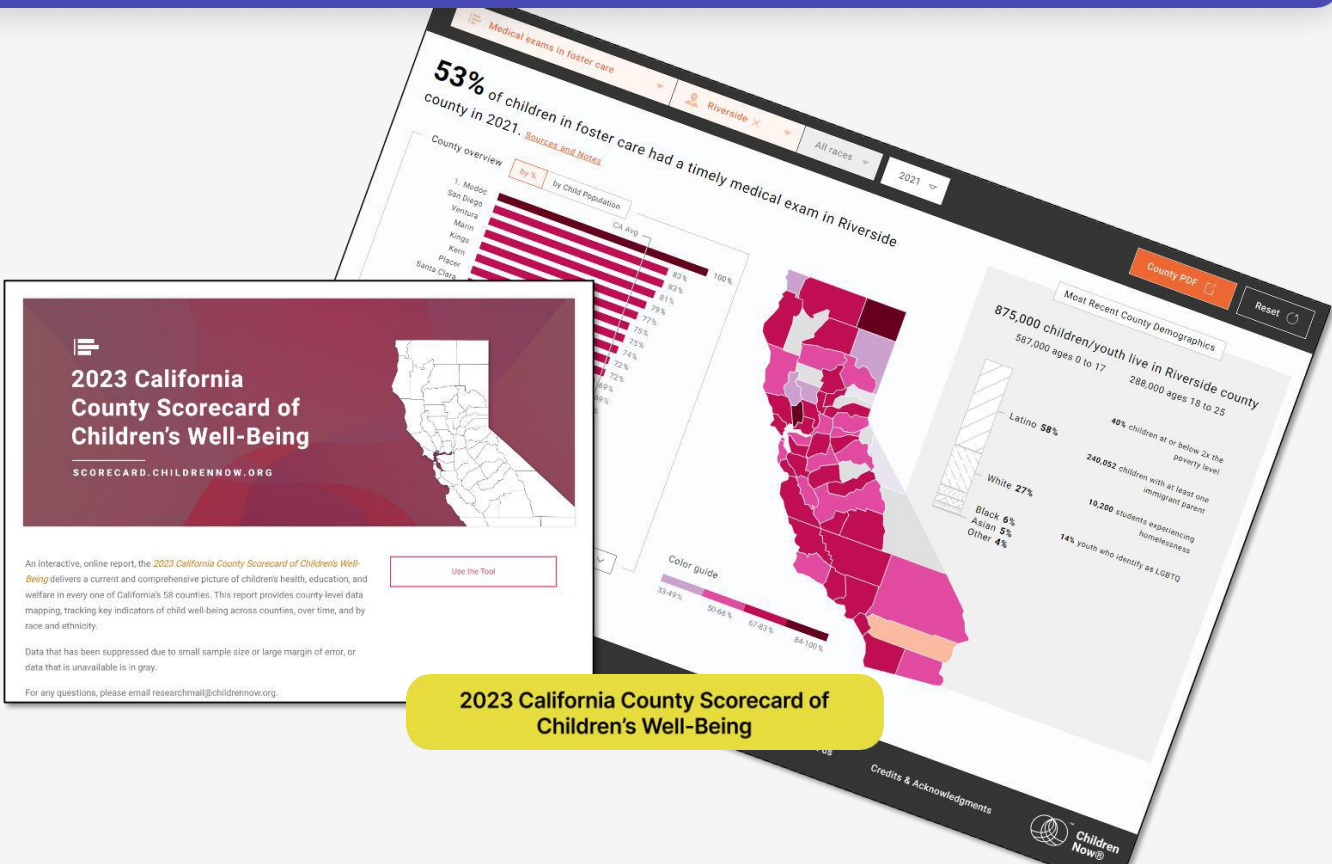 Medical exams in foster care
Riverside
All races
2021
53% of children in foster care had a timely medical exam in Riverside
county in 2021. Sources and Notes
County overview
by %
by Child Population
CA Avg
1. Modoc
San Diego
Ventura
Marin
Kings
Kern
Placer
Santa Clara
100%
83%
83%
81%
79%
77%
75%
75%
74%
72%
72%
69%
69%
Color guide
33-49%
50-66%
67-83%
84-100%
County PDF
Reset
Most Recent County Demographics
875,000 children/youth live in Riverside county
587,000 ages 0 to 17
288,000 ages 18 to 25
Latino 58%
White 27%
Black 6%
Asian 5%
Other 4%
40% children at or below 2x the
poverty level
240,052 children with at least one
immigrant parent
10,200 students experiencing
homelessness
14% youth who identify as LGBTQ
2023 California
County Scorecard of
Children's Well-Being
SCORECARD.CHILDRENNOW.ORG
An interactive, online report, the 2023 California County Scorecard of Children's Well-
Being delivers a current and comprehensive picture of children's health, education, and
welfare in every one of California's 58 counties. This report provides county-level data
mapping, tracking key indicators of child well-being across counties, over time, and by
race and ethnicity.
Data that has been suppressed due to small sample size or large margin of error, or
data that is unavailable is in gray.
For any questions, please email researchmail@childrennow.org.
Use the Tool
2023 California County Scorecard of
Children's Well-Being
Credits & Acknowledgments
Children
Now®